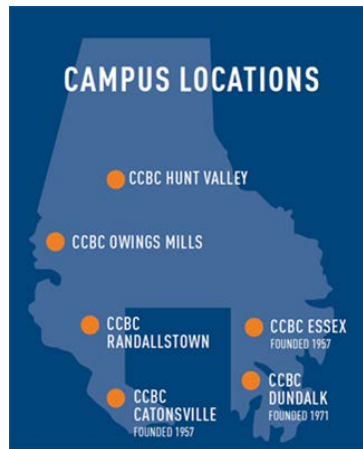 CAMPUS LOCATIONS
CCBC HUNT VALLEY
CCBC OWINGS MILLS
CCBC
RANDALLSTOWN
CCBC ESSEX
FOUNDED 1957
CCBC
DUNDALK
FOUNDED 1971
CCBC
CATONSVILLE
FOUNDED 1957